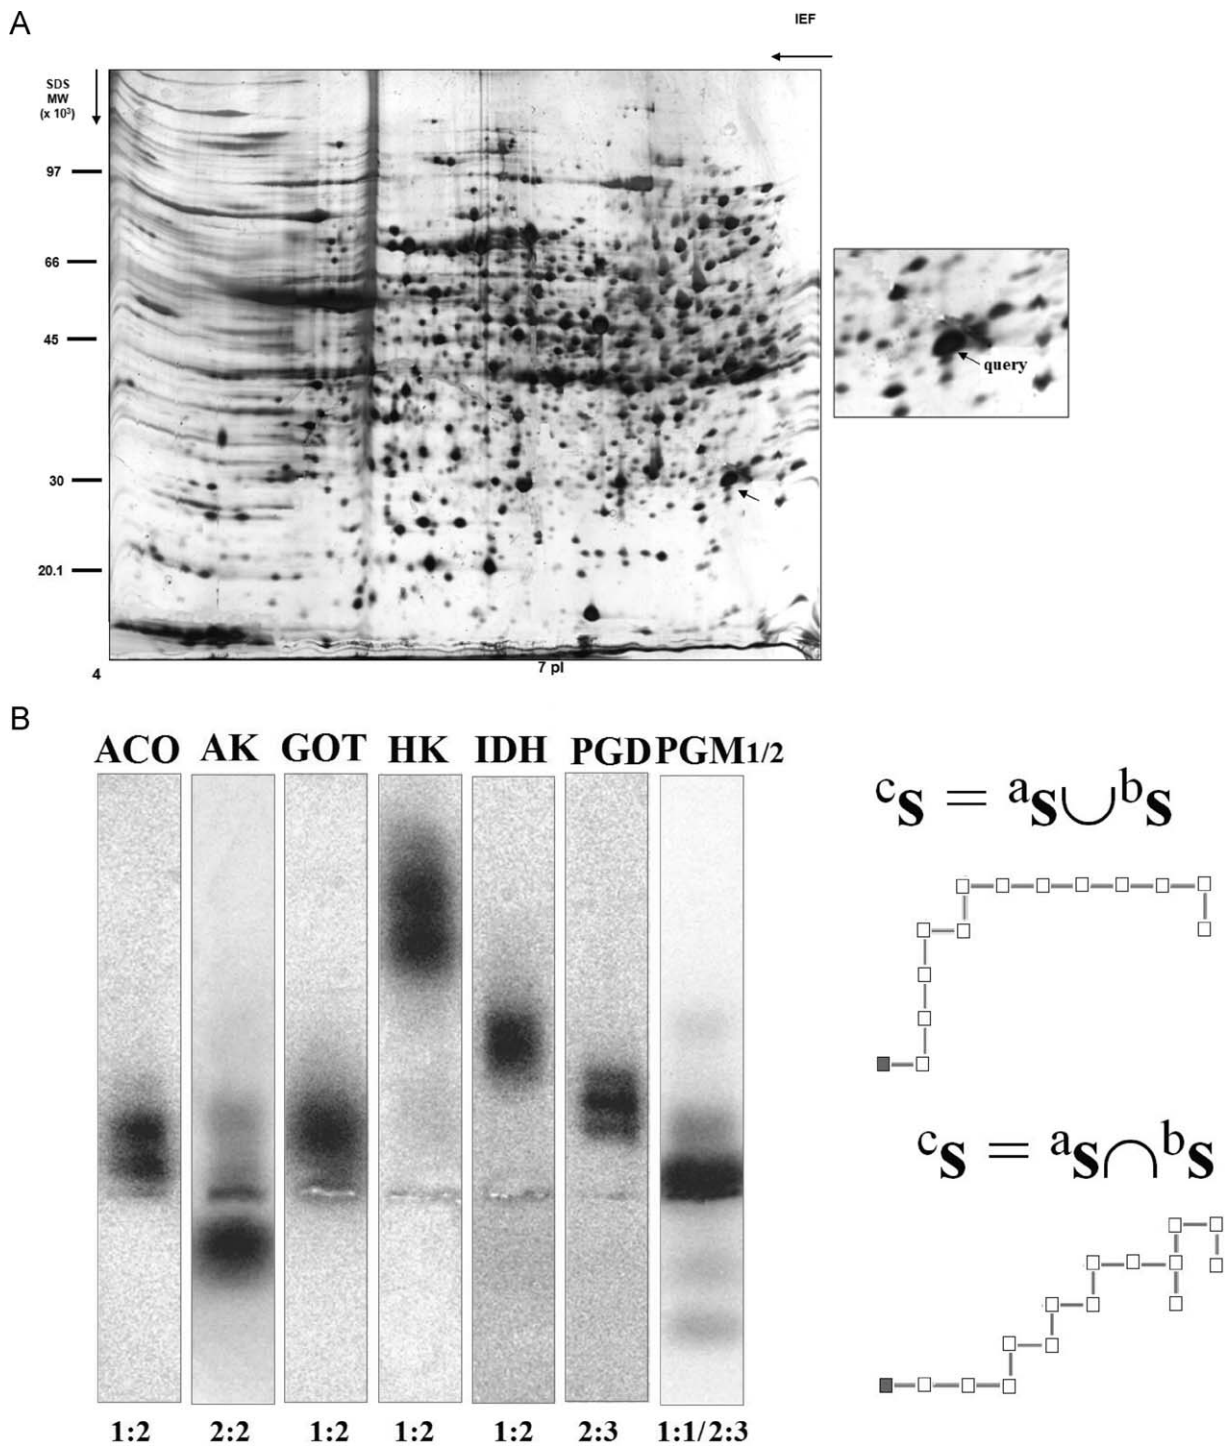 A
IEF
SDS
MW
(x 10³)
97
66
45
30
20.1
query
4
7 pI
B
ACO AK GOT HK IDH PGD PGM1/2
cS = aS∪bS
cS = aS∩bS
1:2 2:2 1:2 1:2 1:2 2:3 1:1/2:3